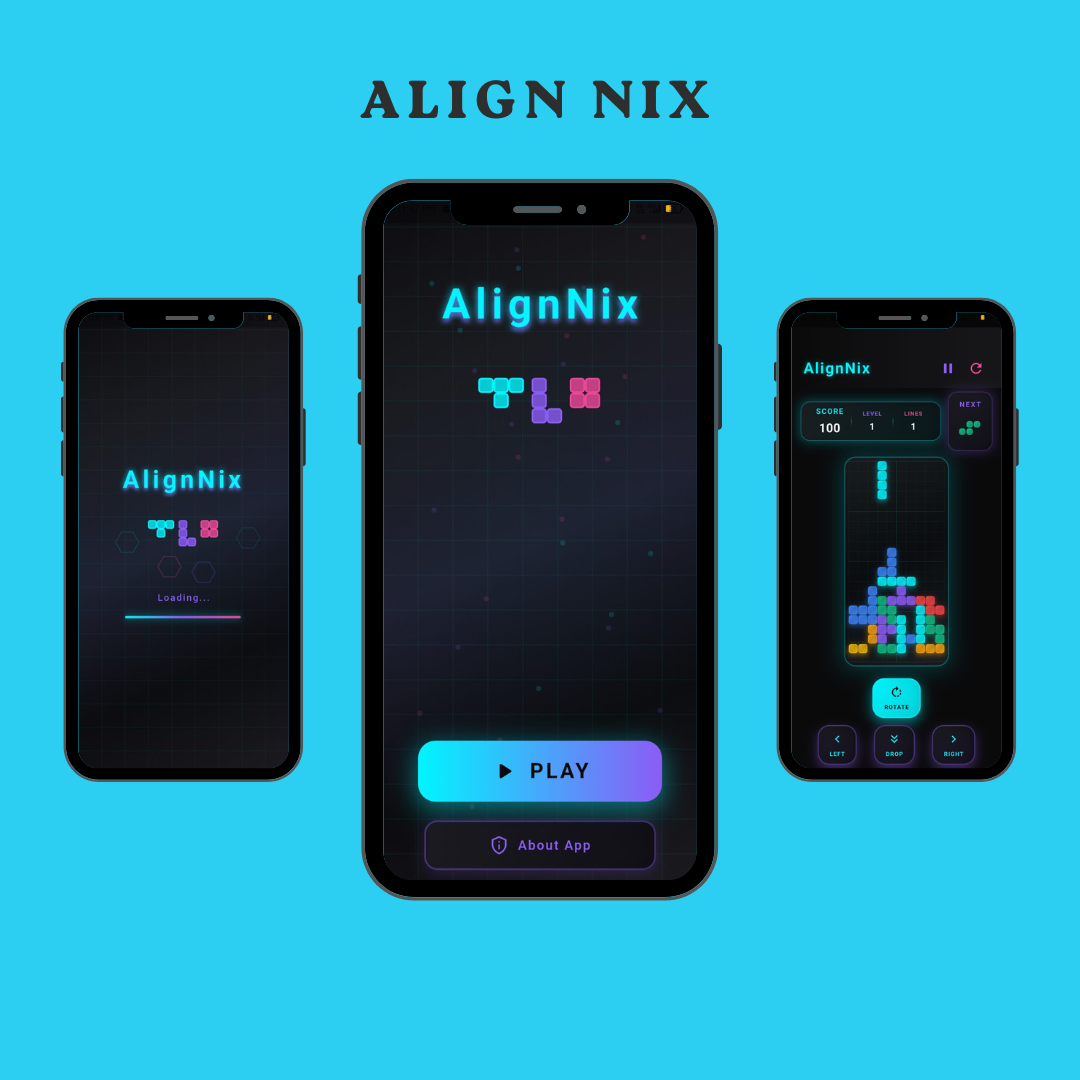 ALIGN NIX
AlignNix
Loading...
AlignNix
PLAY
About App
AlignNix
SCORE LEVEL LINES
100 1 1
NEXT
ROTATE
LEFT DROP RIGHT